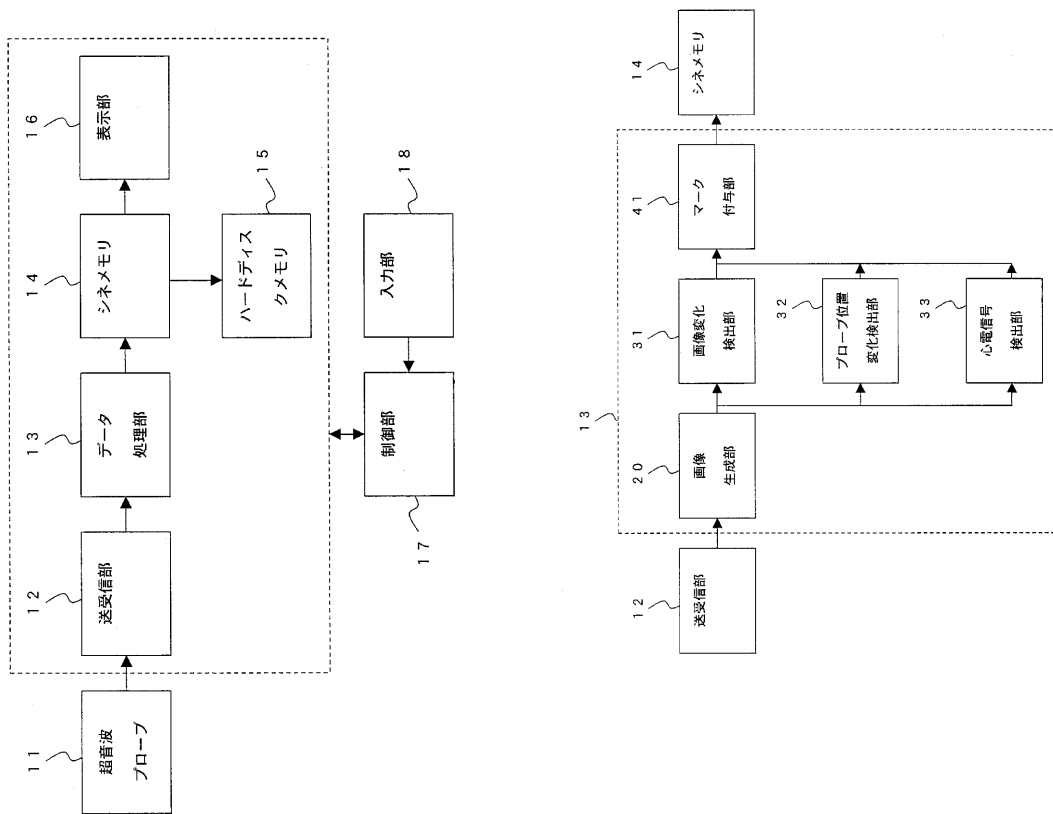 11
超音波
プローブ
12
送受信部
13
データ
処理部
14
シネメモリ
16
表示部
15
ハードディス
クメモリ
17
制御部
18
入力部
12
送受信部
13
20
画像
生成部
31
画像変化
検出部
32
プローブ位置
変化検出部
33
心電信号
検出部
41
マーク
付与部
14
シネメモリ